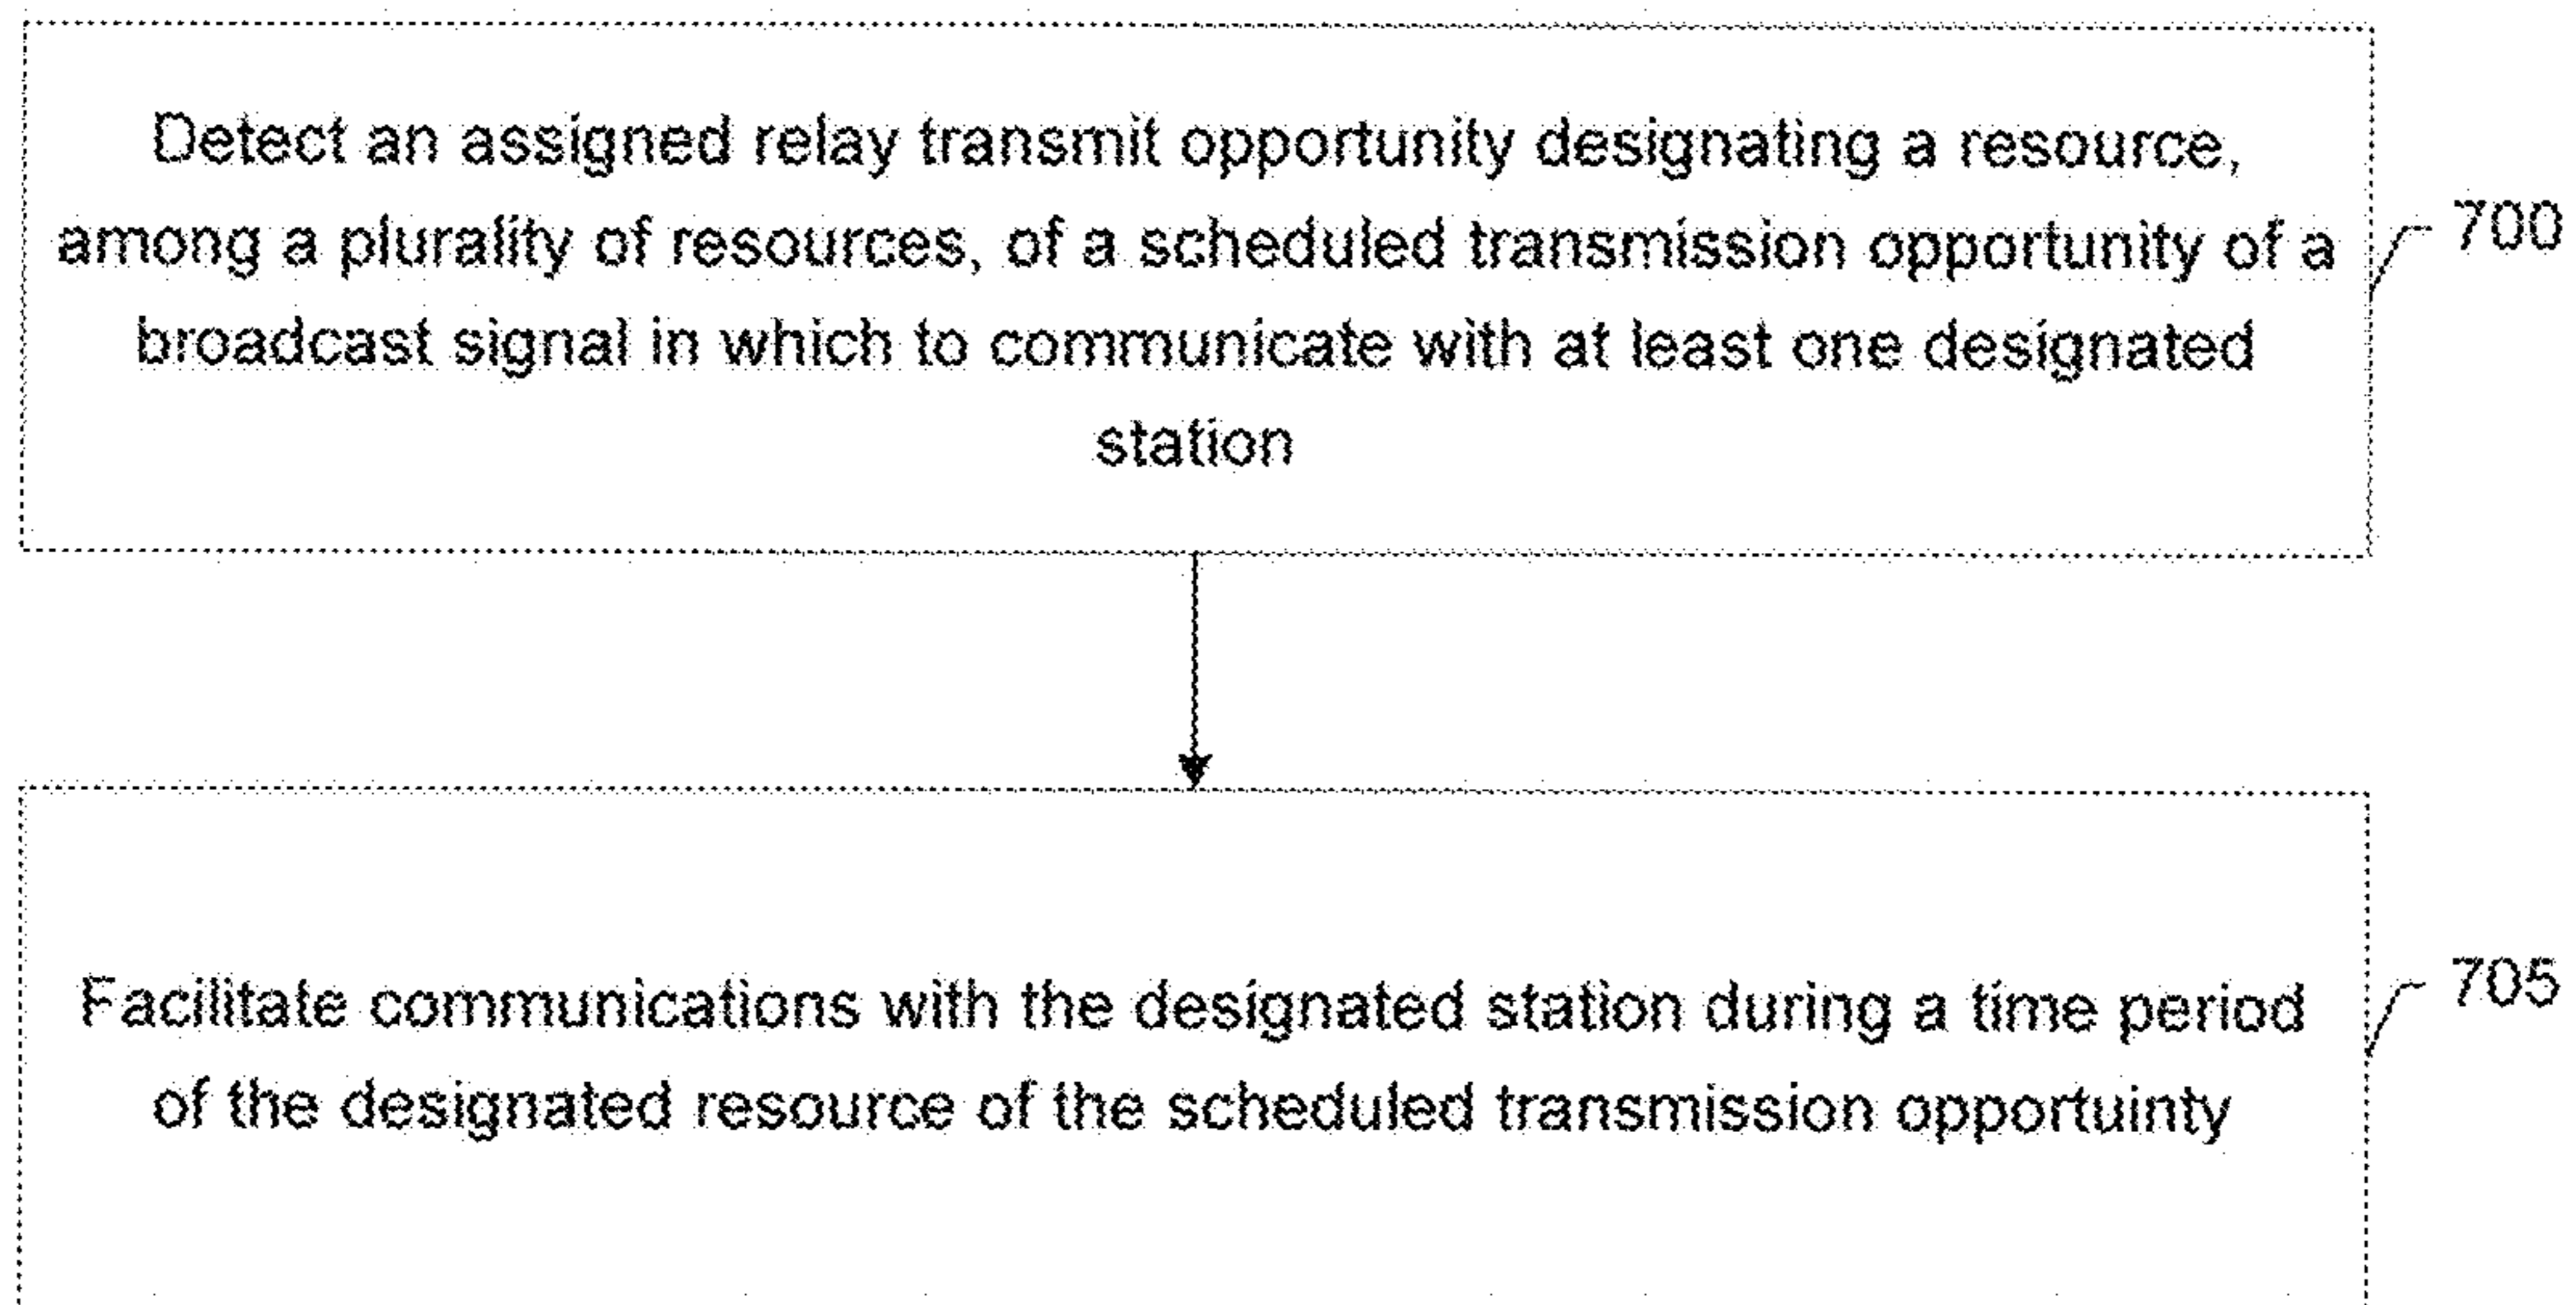 Detect an assigned relay transmit opportunity designating a resource,
among a plurality of resources, of a scheduled transmission opportunity of a
broadcast signal in which to communicate with at least one designated
station
700
Facilitate communications with the designated station during a time period
of the designated resource of the scheduled transmission opportuinty
705